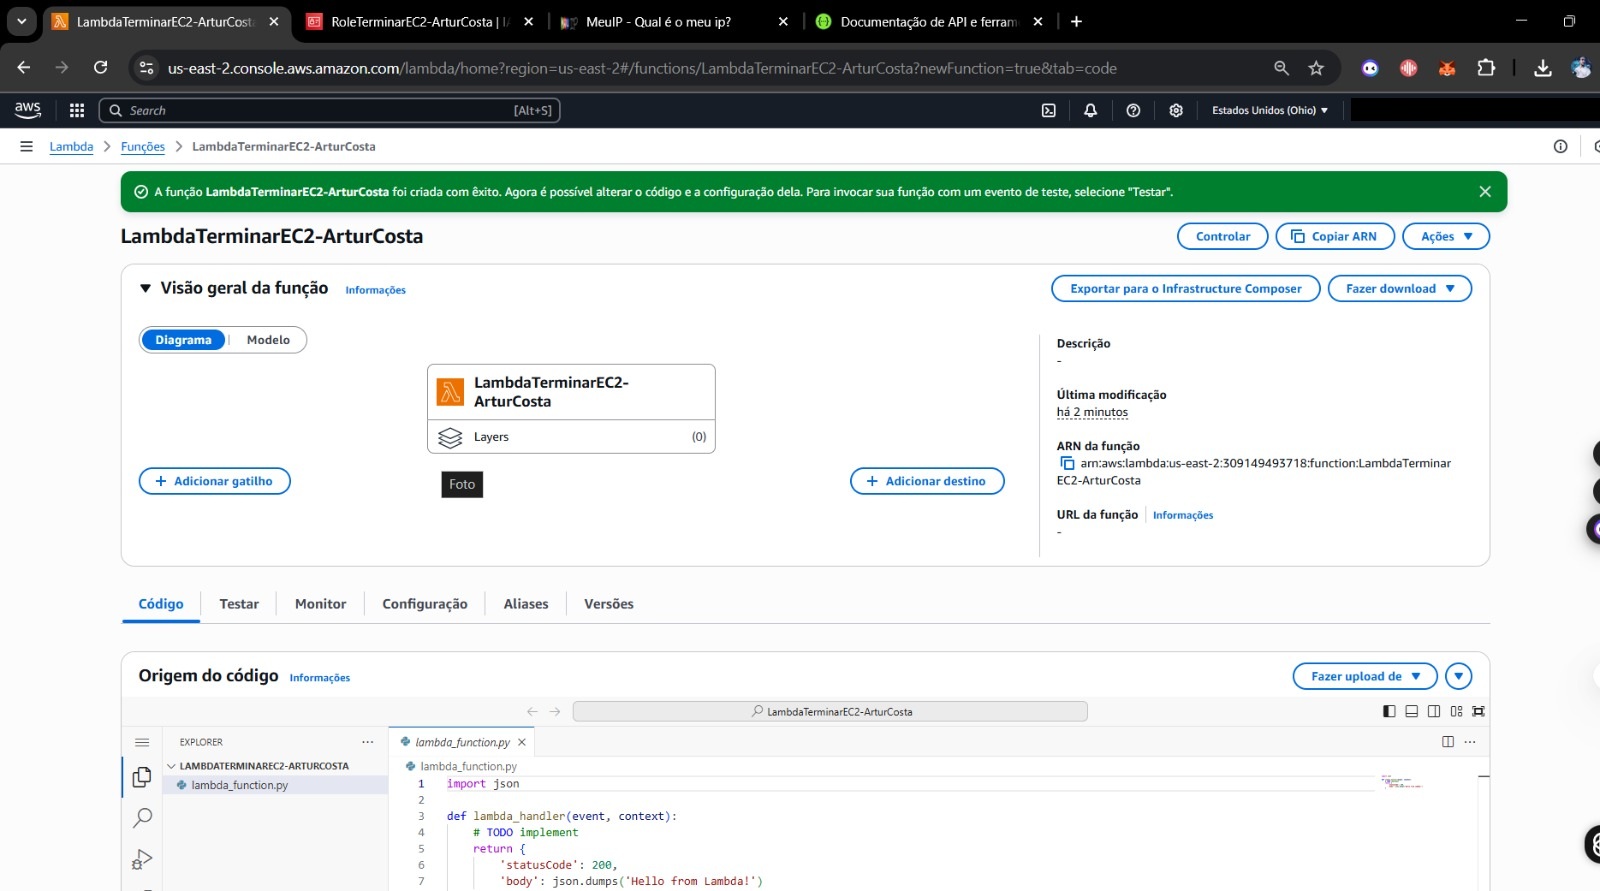 LambdaTerminarEC2-ArturCosta
RoleTerminarEC2-ArturCosta |
MeuIP - Qual é o meu ip?
Documentação de API e ferram
us-east-2.console.aws.amazon.com/lambda/home?region=us-east-2#/functions/LambdaTerminarEC2-ArturCosta?newFunction=true&tab=code
aws
Search
[Alt+S]
Estados Unidos (Ohio)
Lambda
Funções
LambdaTerminarEC2-ArturCosta
A função LambdaTerminarEC2-ArturCosta foi criada com êxito. Agora é possível alterar o código e a configuração dela. Para invocar sua função com um evento de teste, selecione "Testar".
LambdaTerminarEC2-ArturCosta
Controlar
Copiar ARN
Ações
Visão geral da função
Informações
Exportar para o Infrastructure Composer
Fazer download
Diagrama
Modelo
LambdaTerminarEC2-
ArturCosta
Layers
(0)
Adicionar gatilho
Foto
Adicionar destino
Descrição
-
Última modificação
há 2 minutos
ARN da função
arn:aws:lambda:us-east-2:309149493718:function:LambdaTerminar
EC2-ArturCosta
URL da função
Informações
-
Código
Testar
Monitor
Configuração
Aliases
Versões
Origem do código
Informações
Fazer upload de
LambdaTerminarEC2-ArturCosta
EXPLORER
LAMBDATERMINAREC2-ARTURCOSTA
lambda_function.py
lambda_function.py
lambda_function.py
1 import json
2
3 def lambda_handler(event, context):
4 # TODO implement
5 return {
6 'statusCode': 200,
7 'body': json.dumps('Hello from Lambda!')